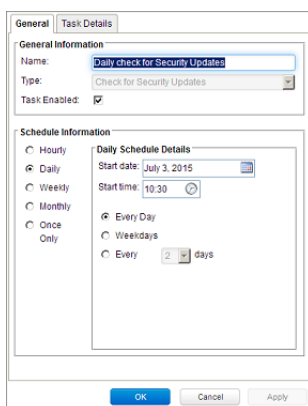 General Task Details
General Information
Name: Daily check for Security Updates
Type: Check for Security Updates
Task Enabled:
Schedule Information
Hourly
Daily
Weekly
Monthly
Once
Only
Daily Schedule Details
Start date: July 3, 2015
Start time: 10:30
Every Day
Weekdays
Every 2 days
OK Cancel Apply